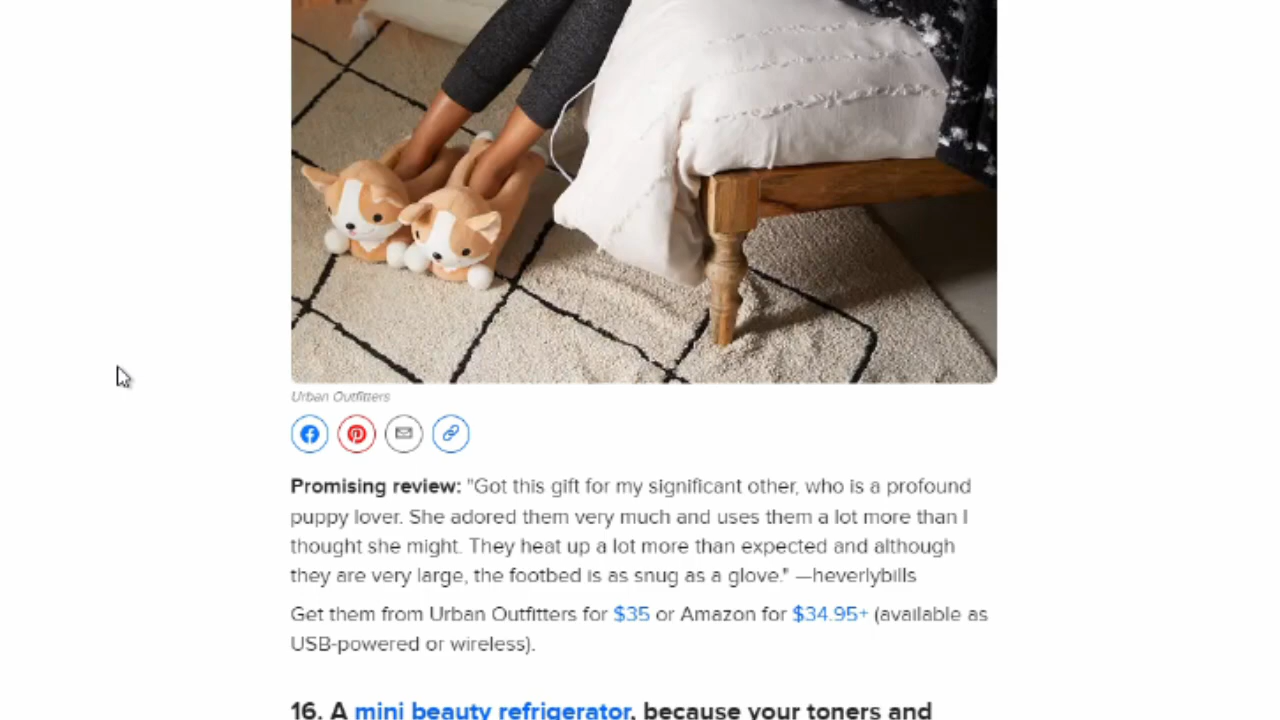 Urban Outfitters
Promising review: "Got this gift for my significant other, who is a profound
puppy lover. She adored them very much and uses them a lot more than I
thought she might. They heat up a lot more than expected and although
they are very large, the footbed is as snug as a glove." —heverlybills
Get them from Urban Outfitters for $35 or Amazon for $34.95+ (available as
USB-powered or wireless).
16. A mini beauty refrigerator, because your toners and